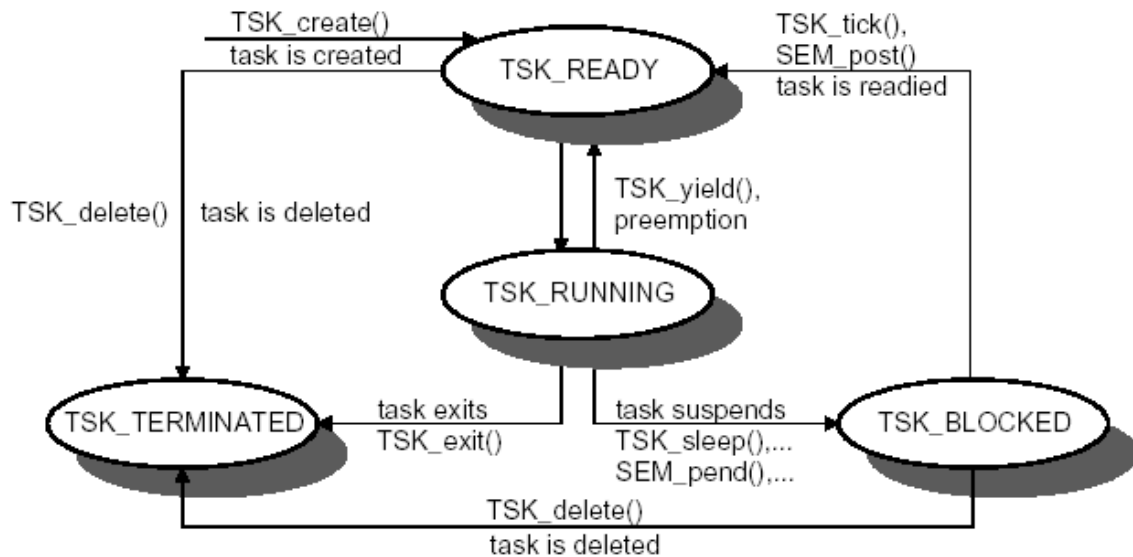 TSK_create()
task is created
TSK_READY
TSK_tick(),
SEM_post()
task is readied
TSK_delete()
task is deleted
TSK_yield(),
preemption
TSK_RUNNING
TSK_TERMINATED
task exits
TSK_exit()
task suspends
TSK_sleep(),...
SEM_pend(),...
TSK_BLOCKED
TSK_delete()
task is deleted